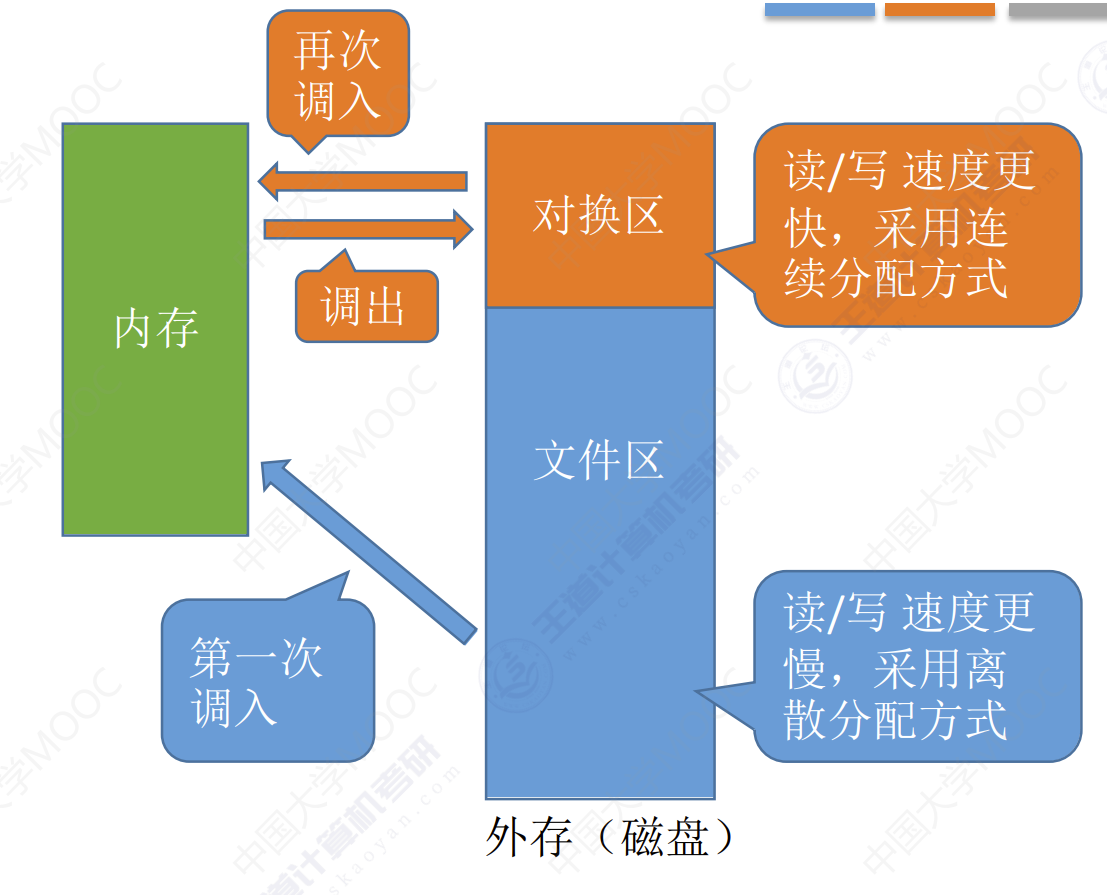 再次
调入
内存
调出
对换区
读/写 速度更
快，采用连
续分配方式
文件区
第一次
调入
读/写 速度更
慢，采用离
散分配方式
外存（磁盘）
中国大学MOOC
王道计算机考研
www.cskaoyan.com